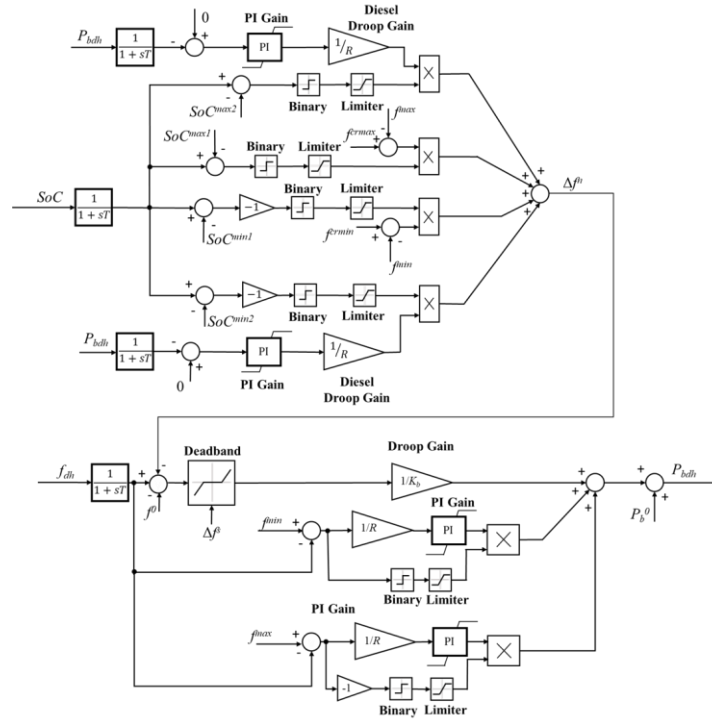 0
PI Gain
Diesel
Droop Gain
P_bdh
1
1 + sT
-
+
PI
1/R
×
+
-
SoC^max2
Binary
Limiter
f^max
SoC^max1
f^crmax
-
+
Binary
Limiter
-
+
×
Binary
Limiter
+
+
+
+
Δf^h
SoC
1
1 + sT
+
-
−1
SoC^min1
f^crmin
+
-
f^min
×
+
-
−1
SoC^min2
Binary
Limiter
×
P_bdh
1
1 + sT
-
+
0
PI
PI Gain
1/R
Diesel
Droop Gain
Deadband
Droop Gain
f_dh
1
1 + sT
+
-
-
f^0
Δf^s
1/K_b
+
+
+
+
+
P_bdh
P_b^0
f^min
+
-
1/R
PI Gain
PI
×
Binary
Limiter
PI Gain
f^max
+
-
1/R
PI
×
-1
Binary
Limiter